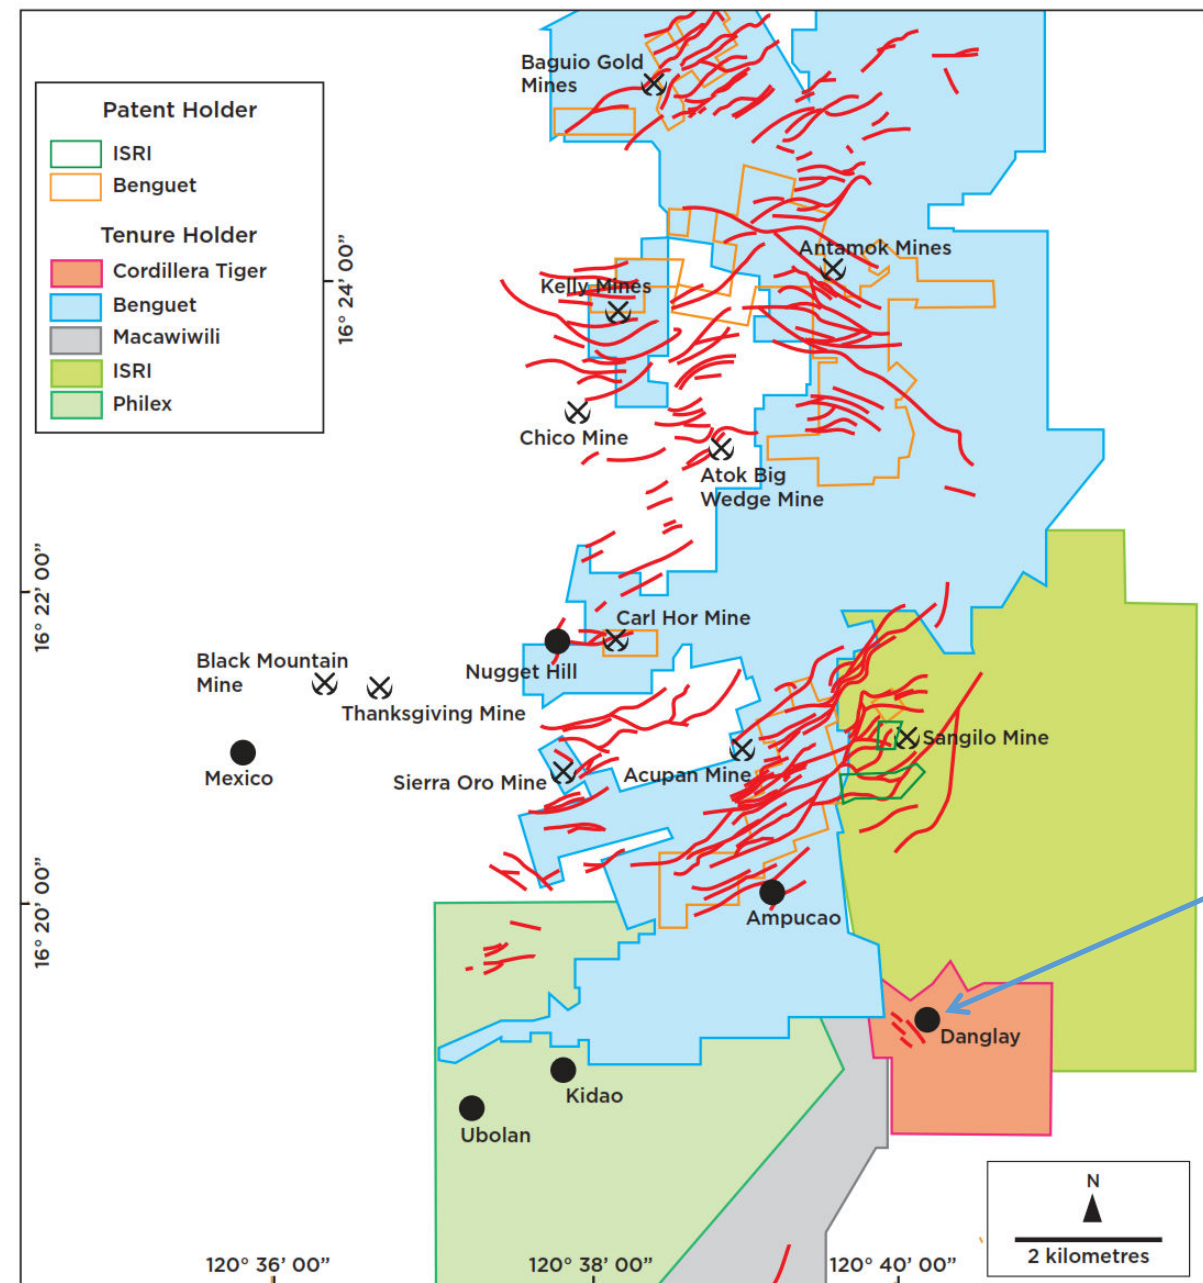 Patent Holder
ISRI
Benguet
Tenure Holder
Cordillera Tiger
Benguet
Macawiwili
ISRI
Philex
Baguio Gold
Mines
Antamok Mines
Kelly Mines
Chico Mine
Atok Big
Wedge Mine
Carl Hor Mine
Nugget Hill
Black Mountain
Mine
Thanksgiving Mine
Mexico
Sierra Oro Mine
Acupan Mine
Sangilo Mine
Ampucao
Danglay
Kidao
Ubolan
16° 24' 00”
16° 22' 00”
16° 20' 00”
120° 36' 00”
120° 38' 00”
120° 40' 00”
N
2 kilometres